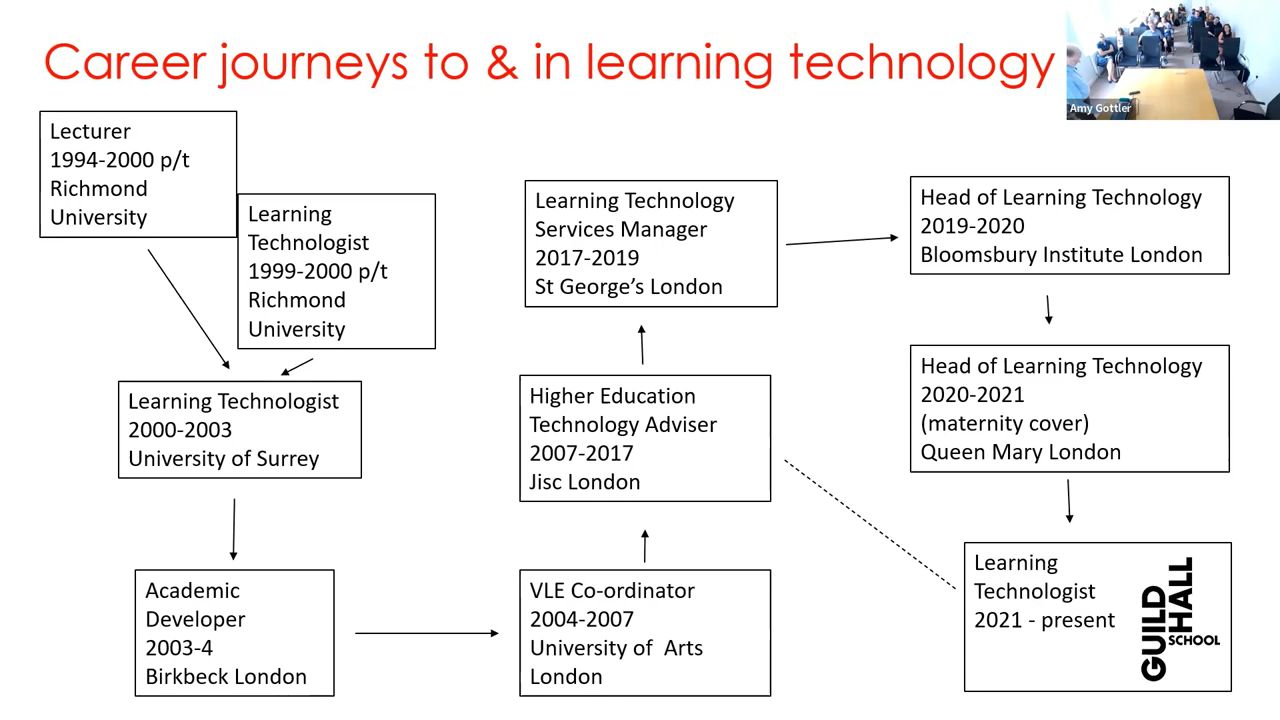 Career journeys to & in learning technology
Amy Gottler
Lecturer
1994-2000 p/t
Richmond
University
Learning
Technologist
1999-2000 p/t
Richmond
University
Learning Technologist
2000-2003
University of Surrey
Academic
Developer
2003-4
Birkbeck London
VLE Co-ordinator
2004-2007
University of Arts
London
Higher Education
Technology Adviser
2007-2017
Jisc London
Learning Technology
Services Manager
2017-2019
St George’s London
Head of Learning Technology
2019-2020
Bloomsbury Institute London
Head of Learning Technology
2020-2021
(maternity cover)
Queen Mary London
Learning
Technologist
2021 - present
GUILD
HALL
SCHOOL